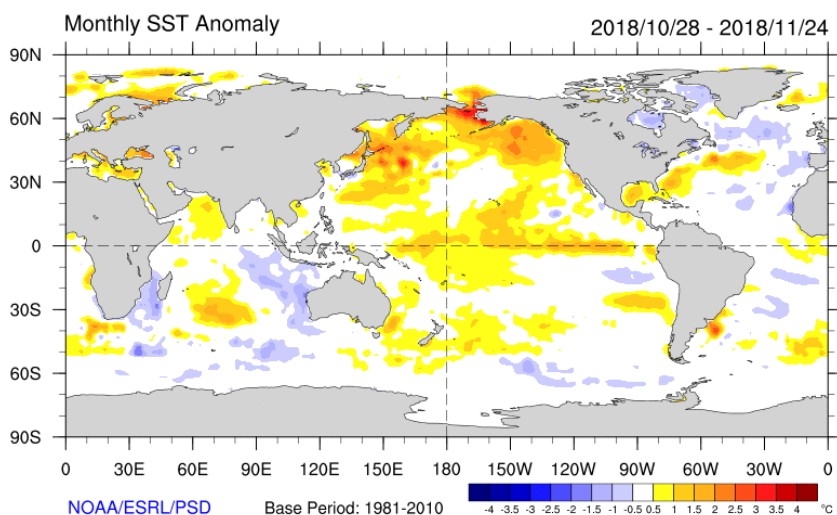 Monthly SST Anomaly 2018/10/28 - 2018/11/24
90N
60N
30N
0
30S
60S
90S
0 30E 60E 90E 120E 150E 180 150W 120W 90W 60W 30W 0
NOAA/ESRL/PSD Base Period: 1981-2010
-4 -3.5 -3 -2.5 -2 -1.5 -1 -0.5 0.5 1 1.5 2 2.5 3 3.5 4 °C